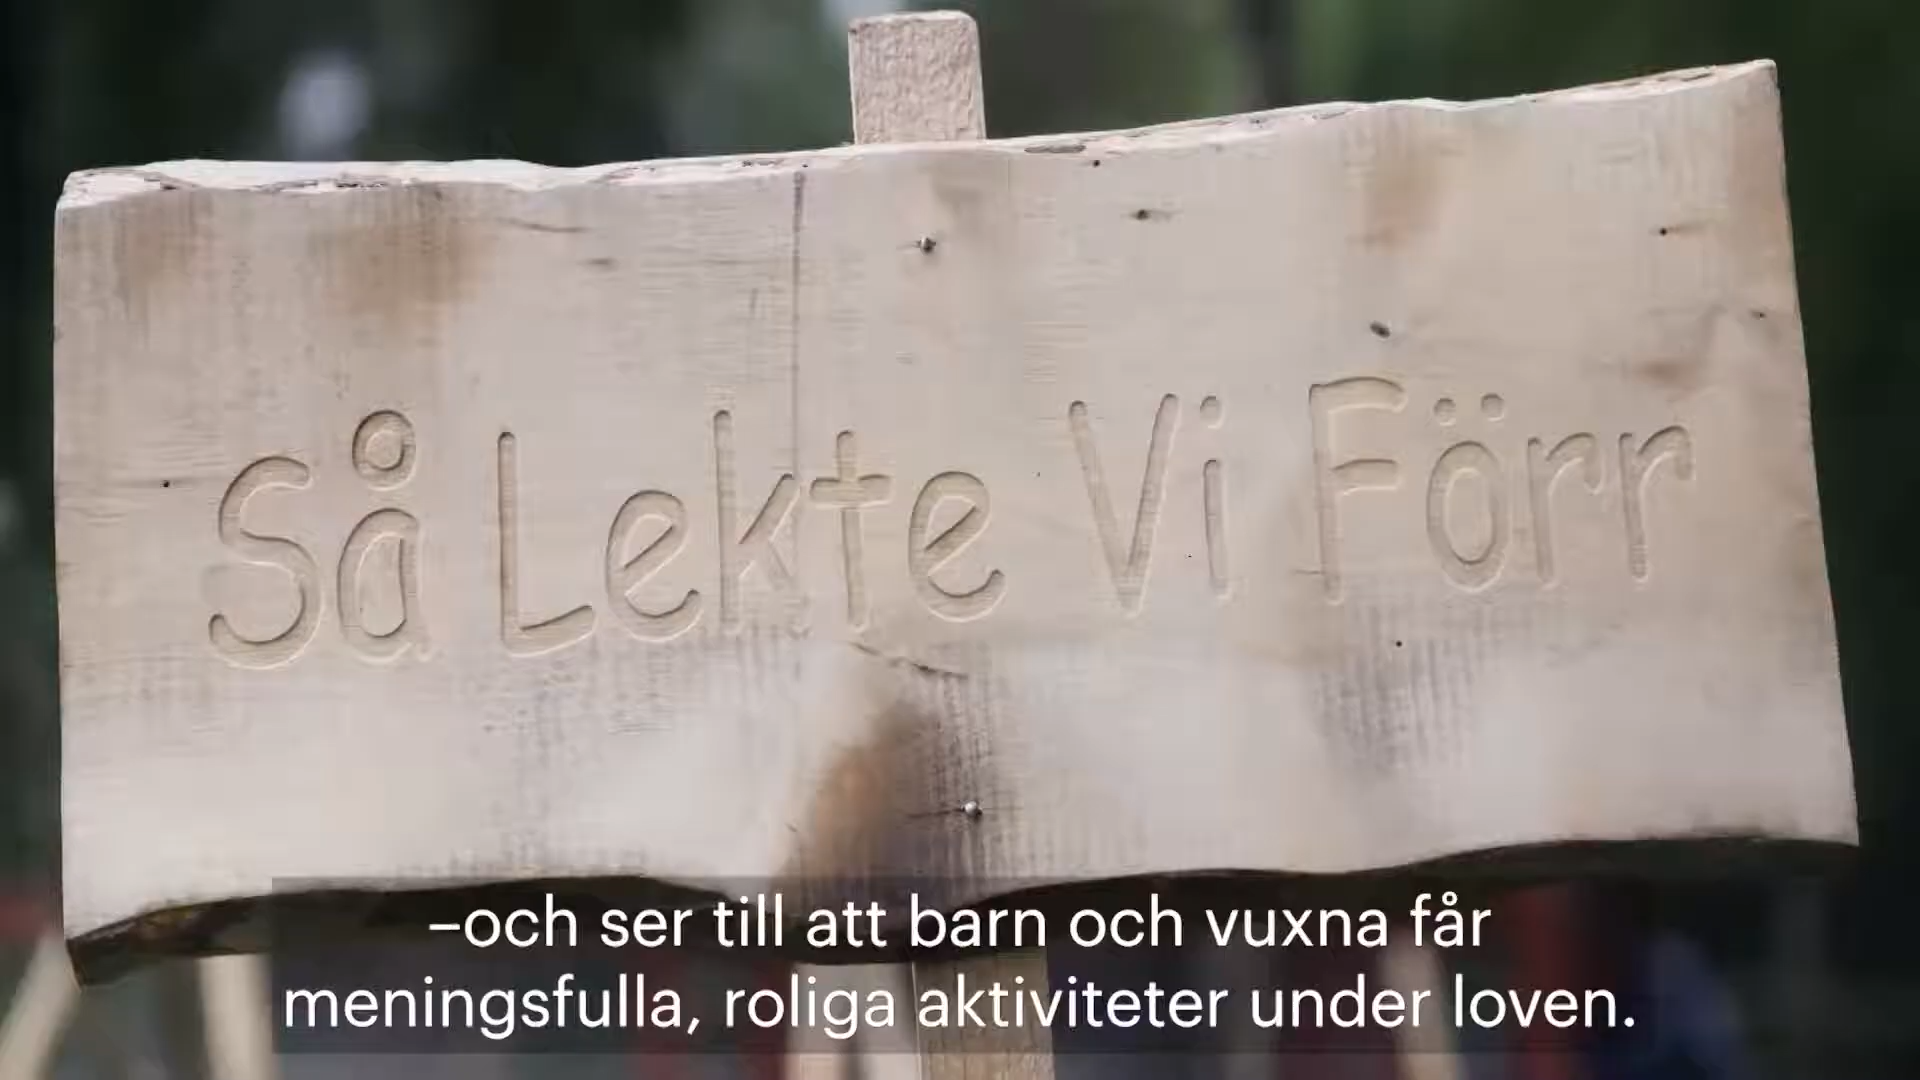 Så Lekte Vi Förr
–och ser till att barn och vuxna får
meningsfulla, roliga aktiviteter under loven.